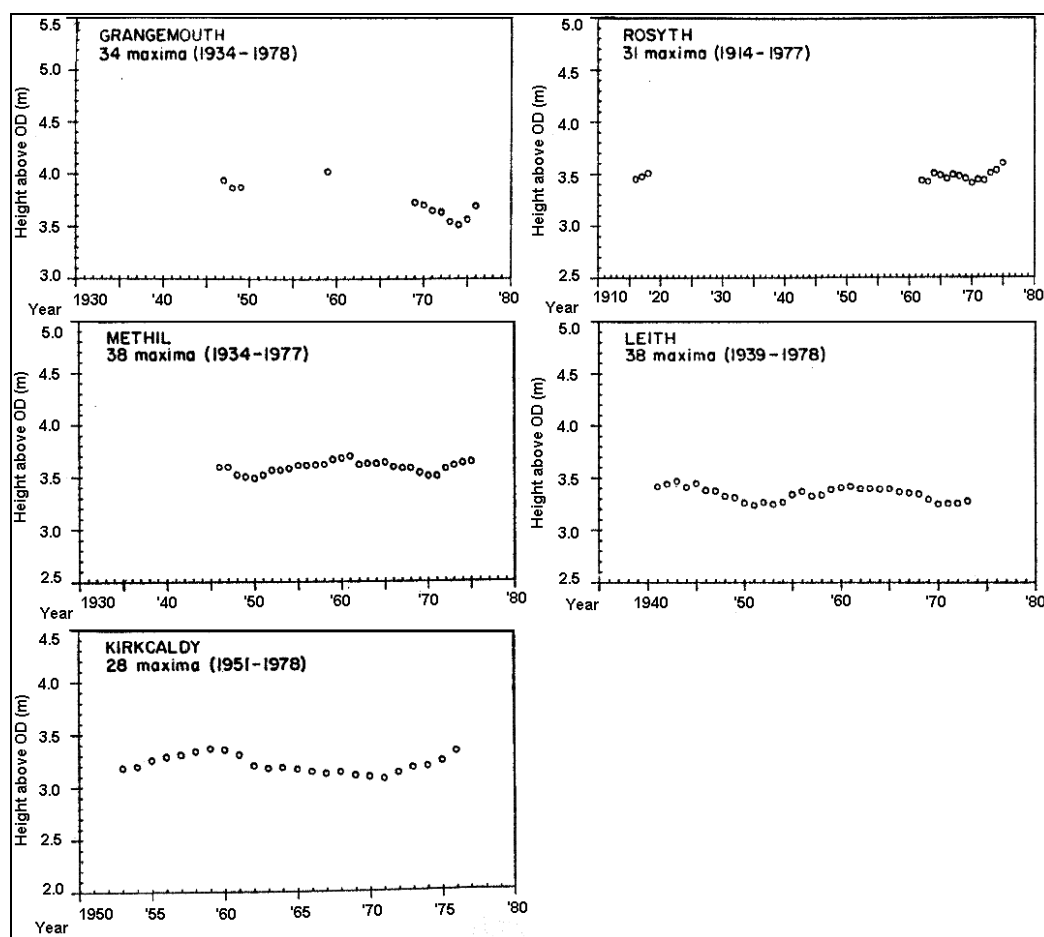 GRANGEMOUTH
34 maxima (1934-1978)
Height above OD (m)
5.5
5.0
4.5
4.0
3.5
3.0
1930 '40 '50 '60 '70 '80
Year
ROSYTH
31 maxima (1914-1977)
Height above OD (m)
5.0
4.5
4.0
3.5
3.0
2.5
1910 '20 '30 '40 '50 '60 '70 '80
Year
METHIL
38 maxima (1934-1977)
Height above OD (m)
5.0
4.5
4.0
3.5
3.0
2.5
1930 '40 '50 '60 '70 '80
Year
LEITH
38 maxima (1939-1978)
Height above OD (m)
5.0
4.5
4.0
3.5
3.0
2.5
1940 '50 '60 '70 '80
Year
KIRKCALDY
28 maxima (1951-1978)
Height above OD (m)
4.5
4.0
3.5
3.0
2.5
2.0
1950 '55 '60 '65 '70 '75 '80
Year